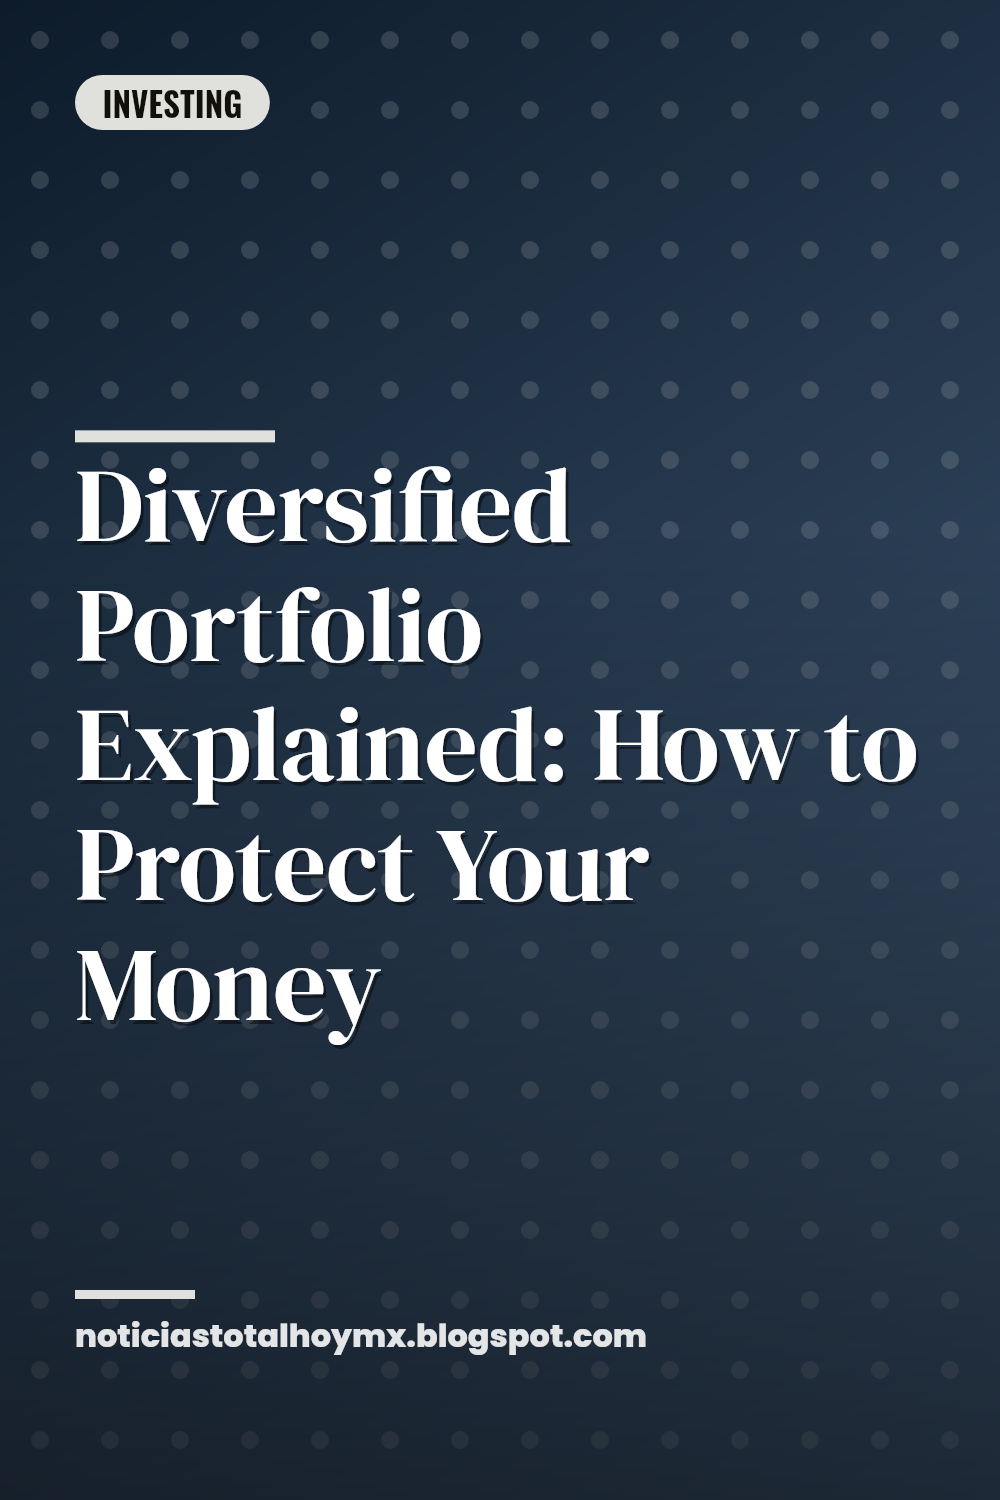 INVESTING
Diversified
Portfolio
Explained: How to
Protect Your
Money
noticiastotalhoymx.blogspot.com